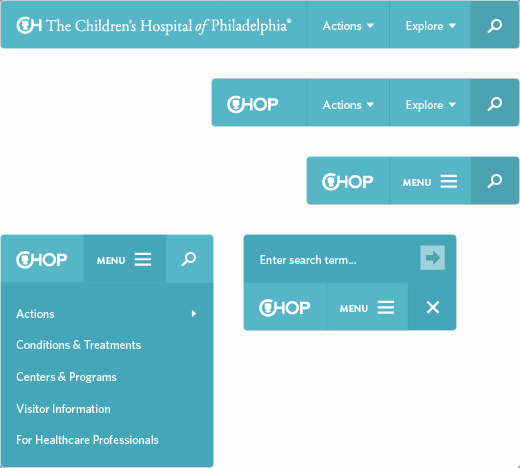 CH The Children's Hospital of Philadelphia® Actions Explore
CHOP Actions Explore
CHOP MENU
CHOP MENU
Actions
Conditions & Treatments
Centers & Programs
Visitor Information
For Healthcare Professionals
Enter search term...
CHOP MENU